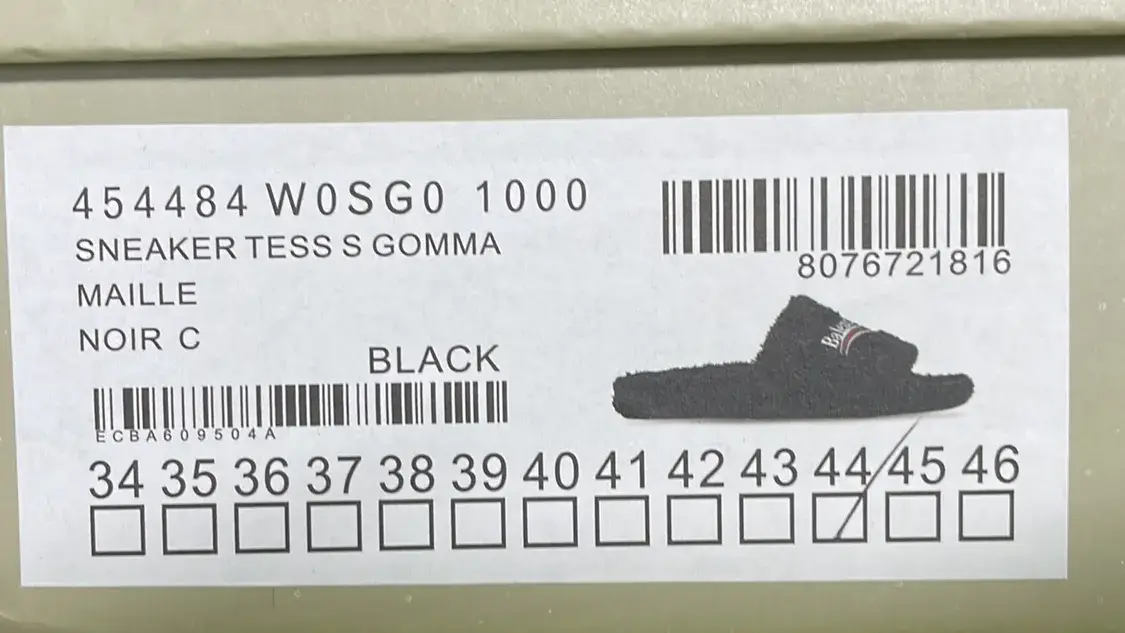 454484 W0SG0 1000
SNEAKER TESS S GOMMA
MAILLE
NOIR C
BLACK
ECBA609504A
8076721816
34 35 36 37 38 39 40 41 42 43 44 45 46